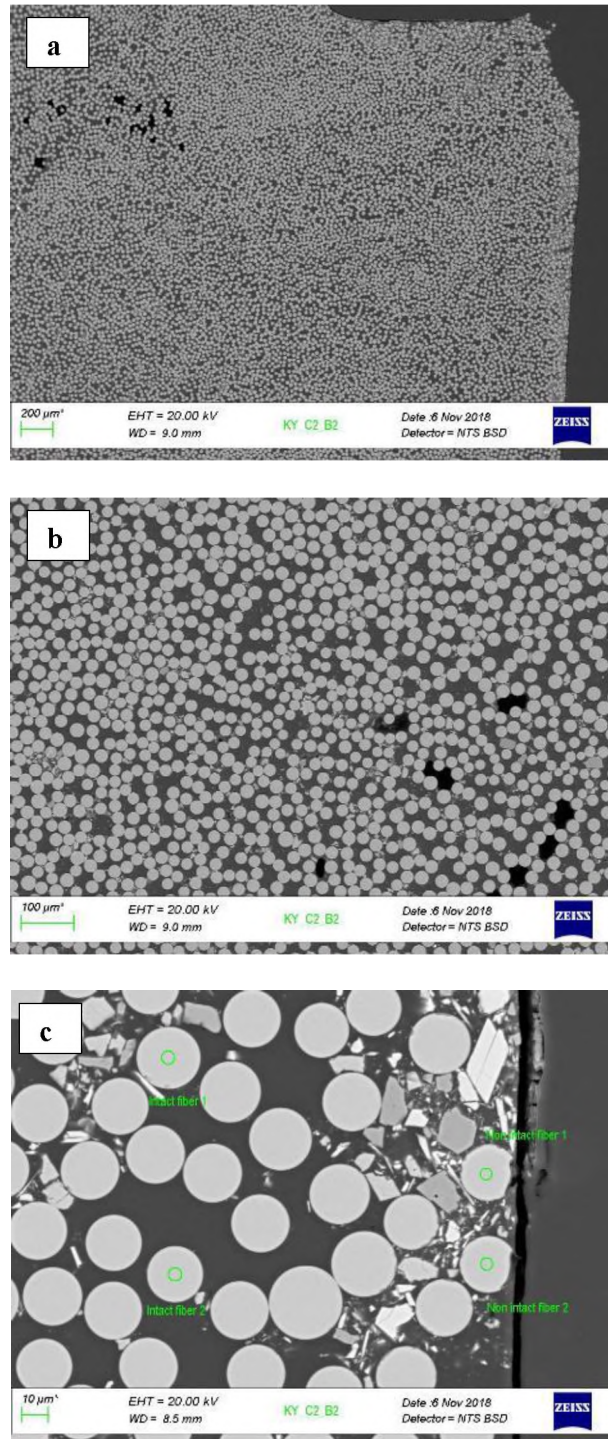 a
200 µm
EHT = 20.00 kV
WD = 9.0 mm
KY C2 B2
Date :6 Nov 2018
Detector = NTS BSD
ZEISS
b
100 µm
EHT = 20.00 kV
WD = 9.0 mm
KY C2 B2
Date :6 Nov 2018
Detector = NTS BSD
ZEISS
c
Intact fiber 1
Non intact fiber 1
Intact fiber 2
Non intact fiber 2
10 µm
EHT = 20.00 kV
WD = 8.5 mm
KY C2 B2
Date :6 Nov 2018
Detector = NTS BSD
ZEISS